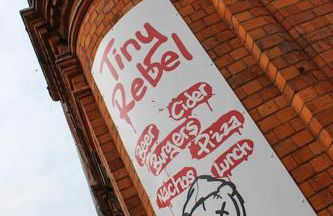 Tiny
Rebel
Cider
Beer
Burgers
Pizza
Nachos
Lunch